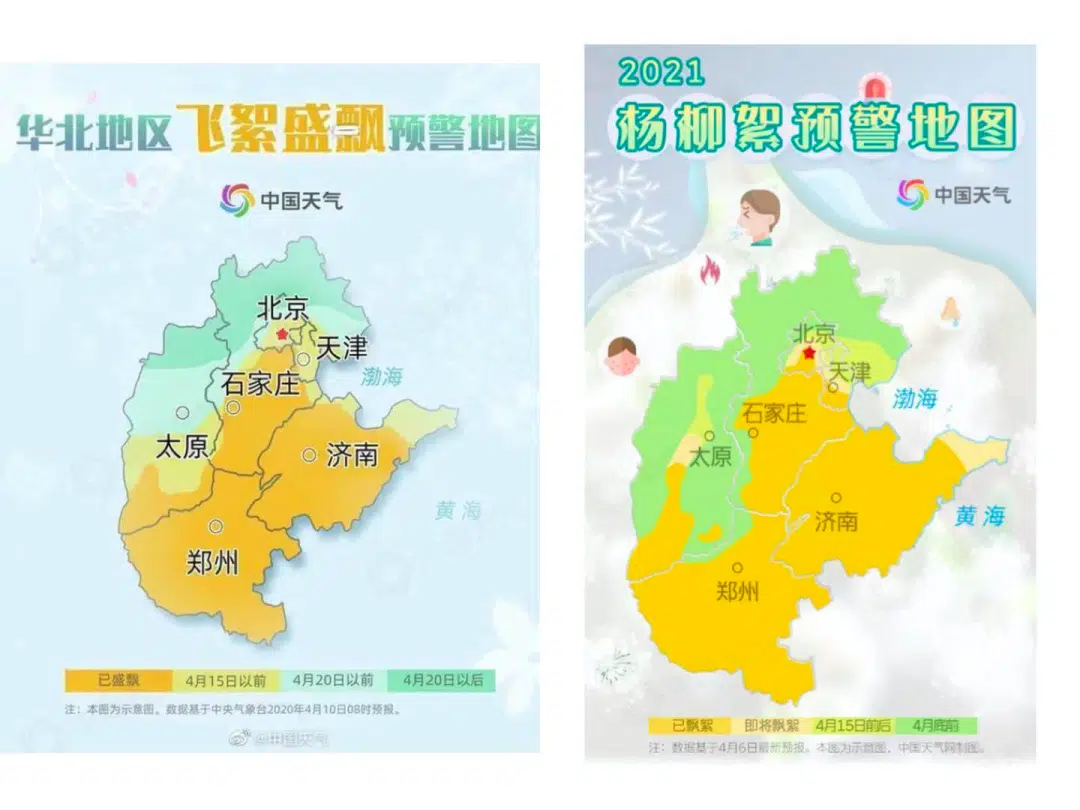 华北地区飞絮盛飘预警地图
中国天气
北京
天津
渤海
石家庄
太原
济南
黄海
郑州
已盛飘
4月15日以前
4月20日以前
4月20日以后
注：本图为示意图。数据基于中央气象台2020年4月10日08时预报。
@中国天气
2021
杨柳絮预警地图
中国天气
北京
天津
渤海
石家庄
太原
济南
黄海
郑州
已飘絮
即将飘絮
4月15日前后
4月底前
注：数据基于4月6日最新预报。本图为示意图，中国天气网制图。